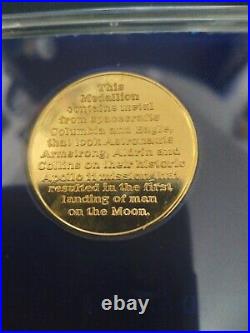 This
Medallion
contains metal
from Spacecrafts
Columbia and Eagle,
that took Astronauts
Armstrong, Aldrin and
Collins on their historic
Apollo 11 mission that
resulted in the first
landing of man
on the Moon.